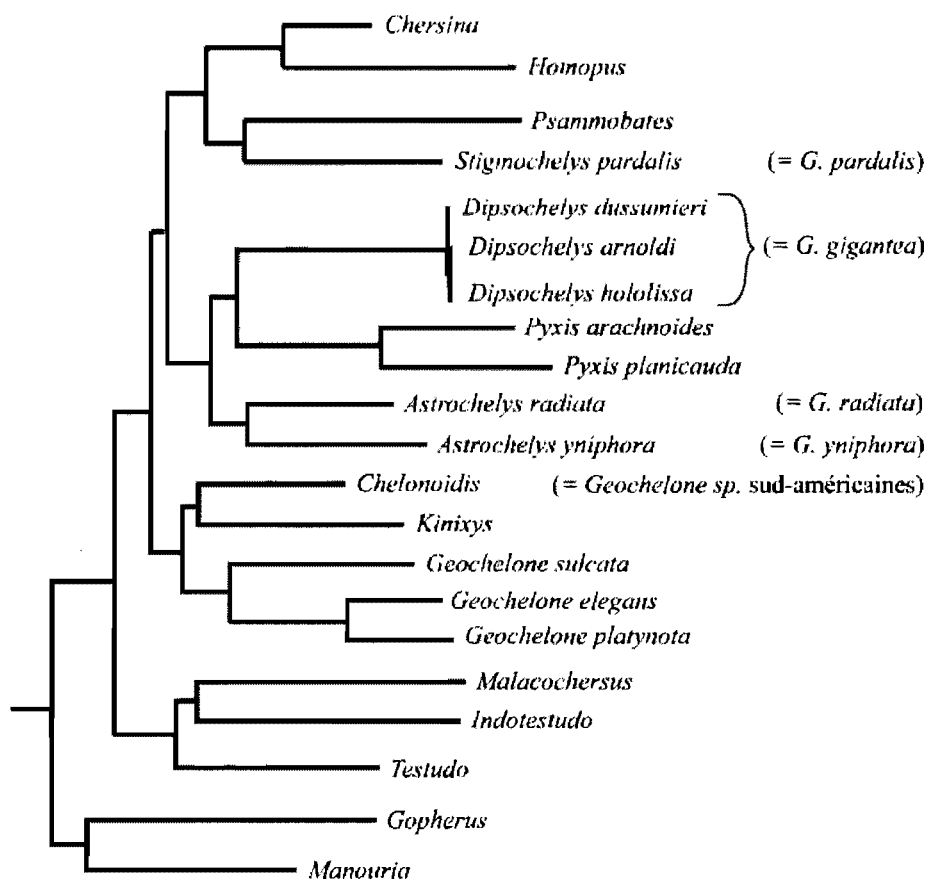 Chersina
Homopus
Psammobates
Stigmochelys pardalis (= G. pardalis)
Dipsochelys dussumieri
Dipsochelys arnoldi (= G. gigantea)
Dipsochelys hololissa
Pyxis arachnoides
Pyxis planicauda
Astrochelys radiata (= G. radiata)
Astrochelys yniphora (= G. yniphora)
Chelonoidis (= Geochelone sp. sud-américaines)
Kinixys
Geochelone sulcata
Geochelone elegans
Geochelone platynota
Malacochersus
Indotestudo
Testudo
Gopherus
Manouria